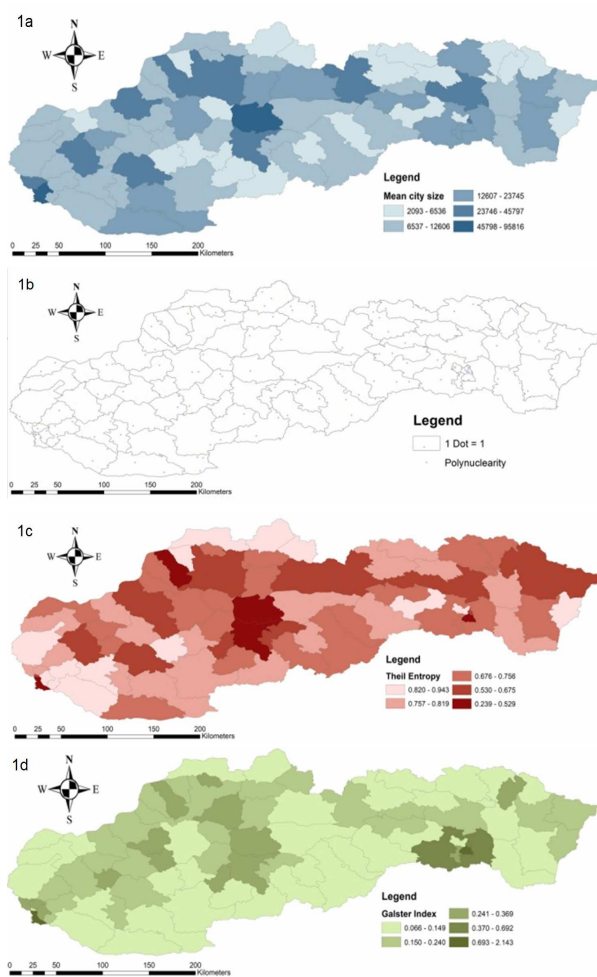 1a
N
W E
S
Legend
Mean city size
2093 - 6536
6537 - 12606
12607 - 23745
23746 - 45797
45798 - 95816
0 25 50 100 150 200
Kilometers
1b
N
W E
S
Legend
1 Dot = 1
Polynuclearity
0 25 50 100 150 200
Kilometers
1c
N
W E
S
Legend
Theil Entropy
0.820 - 0.943
0.757 - 0.819
0.676 - 0.756
0.530 - 0.675
0.239 - 0.529
0 25 50 100 150 200
Kilometers
1d
N
W E
S
Legend
Galster Index
0.066 - 0.149
0.150 - 0.240
0.241 - 0.369
0.370 - 0.692
0.693 - 2.143
0 25 50 100 150 200
Kilometers